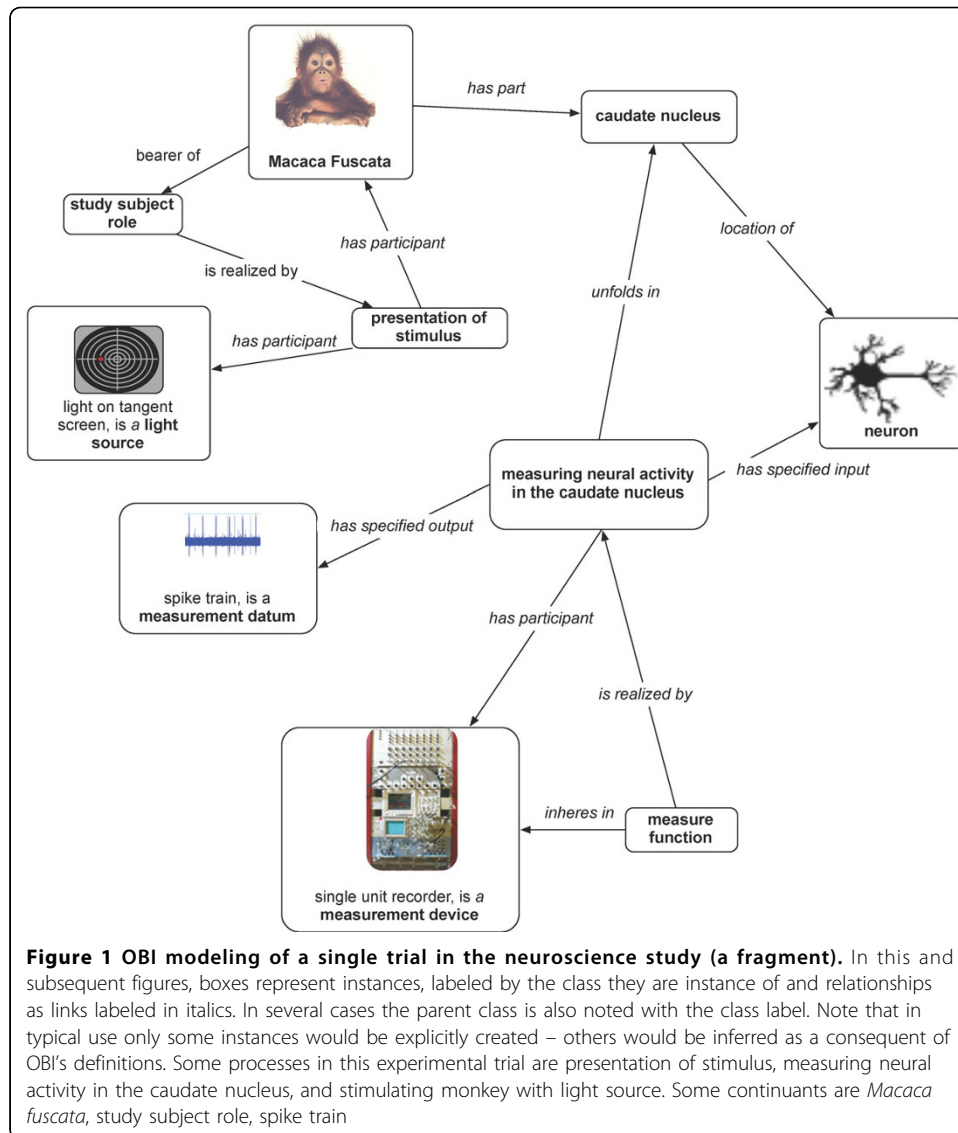 has part
caudate nucleus
Macaca Fuscata
bearer of
study subject
role
has participant
location of
is realized by
unfolds in
presentation of
stimulus
has participant
light on tangent
screen, is a light
source
neuron
measuring neural activity
in the caudate nucleus
has specified input
has specified output
spike train, is a
measurement datum
has participant
is realized by
inheres in
measure
function
single unit recorder, is a
measurement device
Figure 1 OBI modeling of a single trial in the neuroscience study (a fragment). In this and
subsequent figures, boxes represent instances, labeled by the class they are instance of and relationships
as links labeled in italics. In several cases the parent class is also noted with the class label. Note that in
typical use only some instances would be explicitly created – others would be inferred as a consequent of
OBI's definitions. Some processes in this experimental trial are presentation of stimulus, measuring neural
activity in the caudate nucleus, and stimulating monkey with light source. Some continuants are Macaca
fuscata, study subject role, spike train